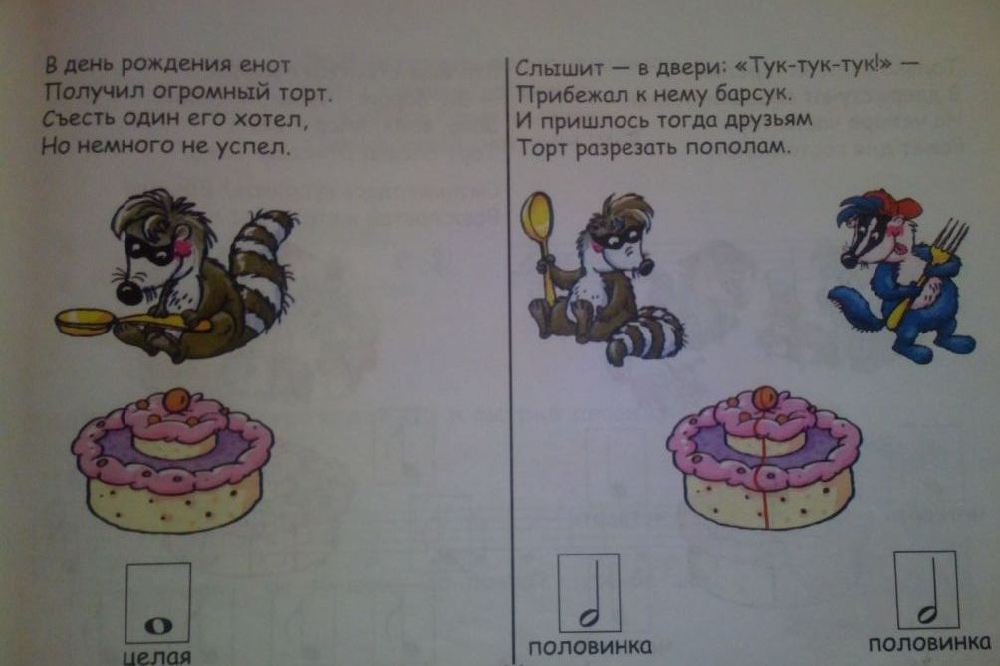 В день рождения енот
Получил огромный торт.
Съесть один его хотел,
Но немного не успел.
целая
Слышит — в двери: «Тук-тук-тук!» —
Прибежал к нему барсук.
И пришлось тогда друзьям
Торт разрезать пополам.
половинка
половинка